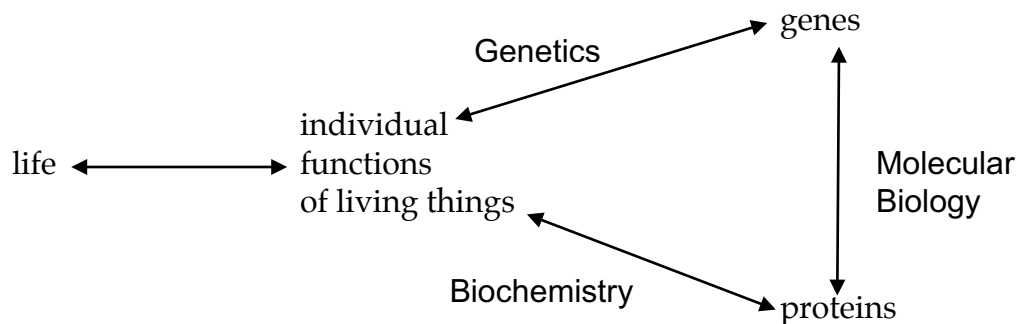 genes
Genetics
individual
life
functions
of living things
Molecular
Biology
Biochemistry
proteins